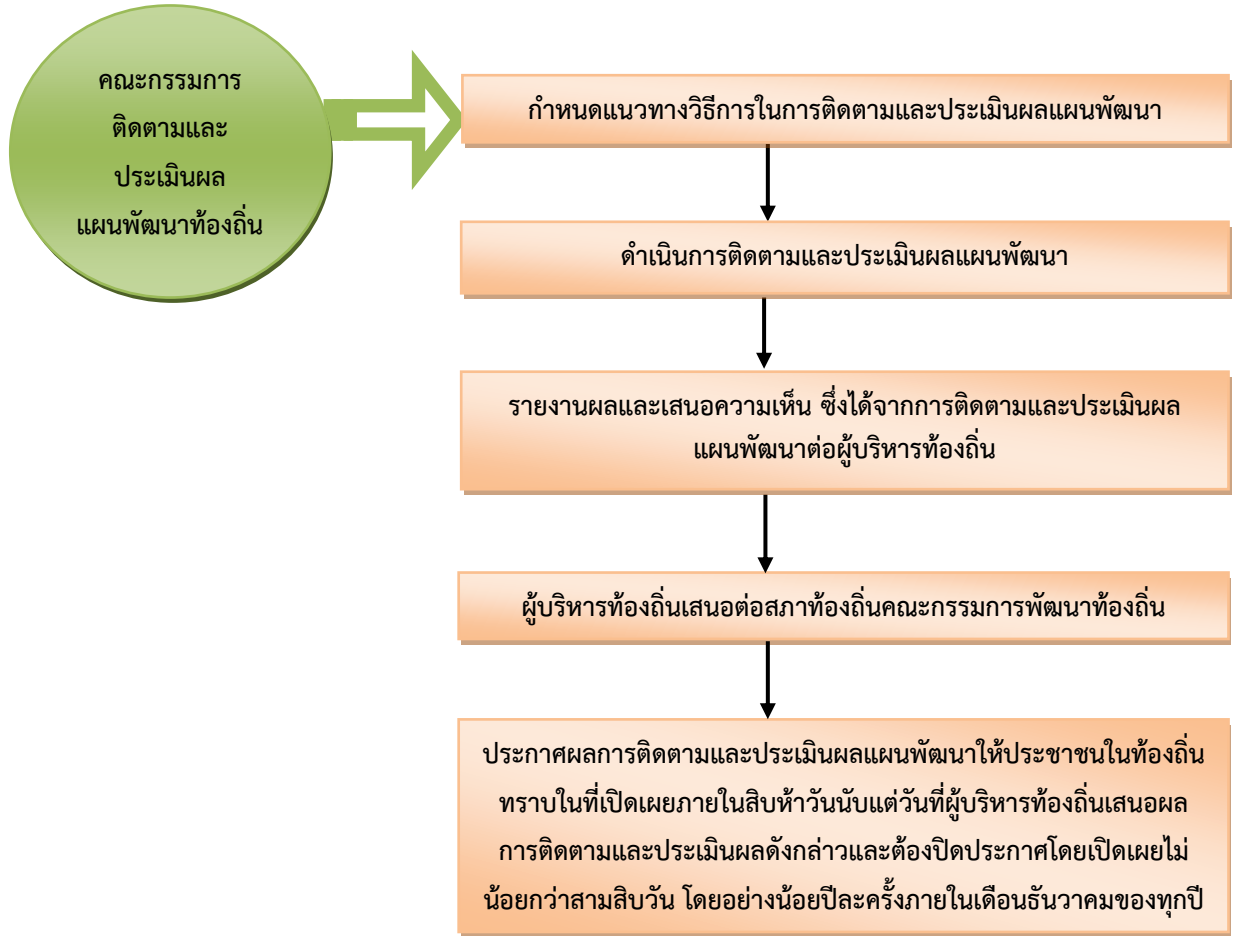 คณะกรรมการ
ติดตามและ
ประเมินผล
แผนพัฒนาท้องถิ่น
กำหนดแนวทางวิธีการในการติดตามและประเมินผลแผนพัฒนา
ดำเนินการติดตามและประเมินผลแผนพัฒนา
รายงานผลและเสนอความเห็น ซึ่งได้จากการติดตามและประเมินผล
แผนพัฒนาต่อผู้บริหารท้องถิ่น
ผู้บริหารท้องถิ่นเสนอต่อสภาท้องถิ่นคณะกรรมการพัฒนาท้องถิ่น
ประกาศผลการติดตามและประเมินผลแผนพัฒนาให้ประชาชนในท้องถิ่น
ทราบในที่เปิดเผยภายในสิบห้าวันนับแต่วันที่ผู้บริหารท้องถิ่นเสนอผล
การติดตามและประเมินผลดังกล่าวและต้องปิดประกาศโดยเปิดเผยไม่
น้อยกว่าสามสิบวัน โดยอย่างน้อยปีละครั้งภายในเดือนธันวาคมของทุกปี